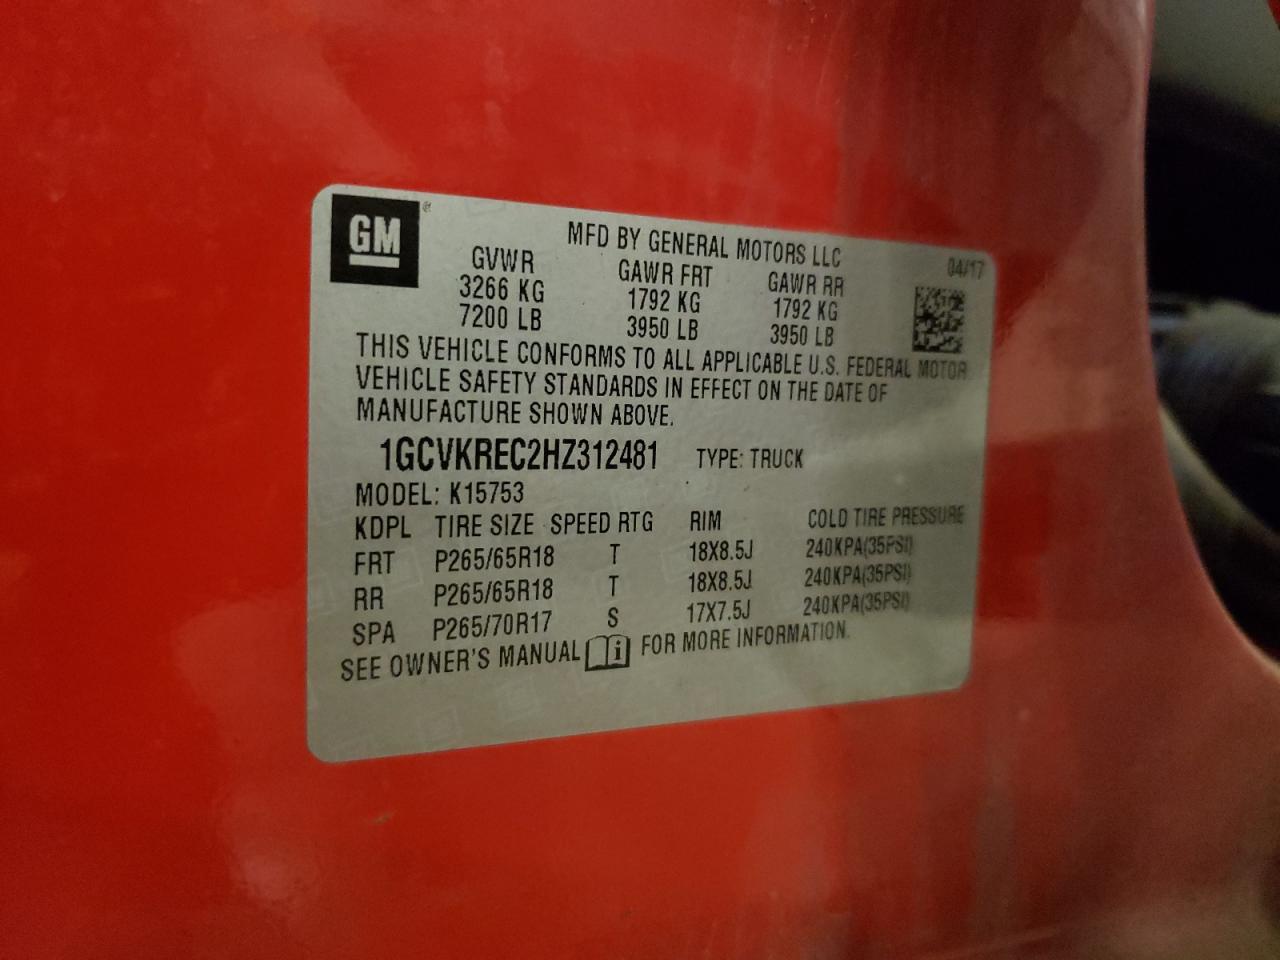 GM ®
MFD BY GENERAL MOTORS LLC
04/17
GVWR GAWR FRT GAWR RR
3266 KG 1792 KG 1792 KG
7200 LB 3950 LB 3950 LB
THIS VEHICLE CONFORMS TO ALL APPLICABLE U.S. FEDERAL MOTOR
VEHICLE SAFETY STANDARDS IN EFFECT ON THE DATE OF
MANUFACTURE SHOWN ABOVE.
1GCVKREC2HZ312481 TYPE: TRUCK
MODEL: K15753
KDPL TIRE SIZE SPEED RTG RIM COLD TIRE PRESSURE
FRT P265/65R18 T 18X8.5J 240KPA(35PSI)
RR P265/65R18 T 18X8.5J 240KPA(35PSI)
SPA P265/70R17 S 17X7.5J 240KPA(35PSI)
SEE OWNER'S MANUAL i FOR MORE INFORMATION.